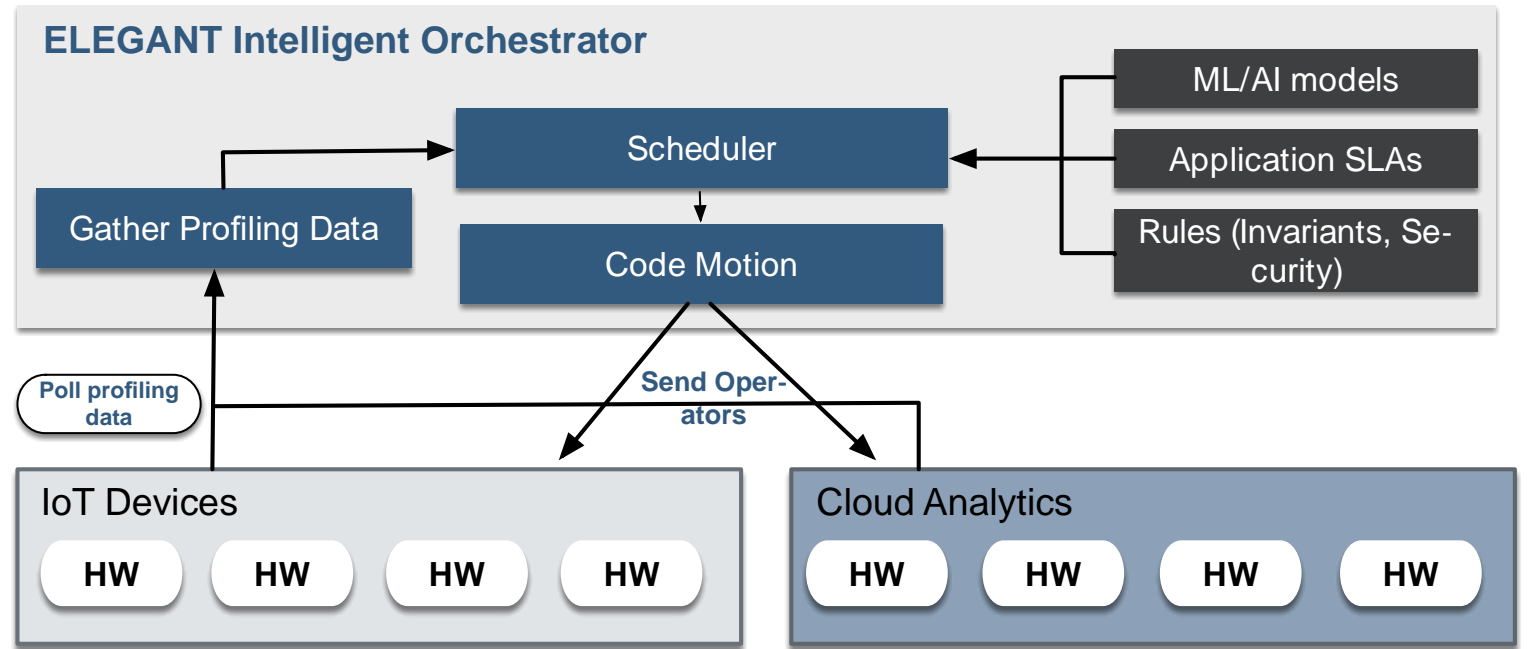 ELEGANT Intelligent Orchestrator
ML/AI models
Scheduler
Application SLAs
Gather Profiling Data
Rules (Invariants, Se-
curity)
Code Motion
Poll profiling
data
Send Oper-
ators
IoT Devices
HW HW HW HW
Cloud Analytics
HW HW HW HW